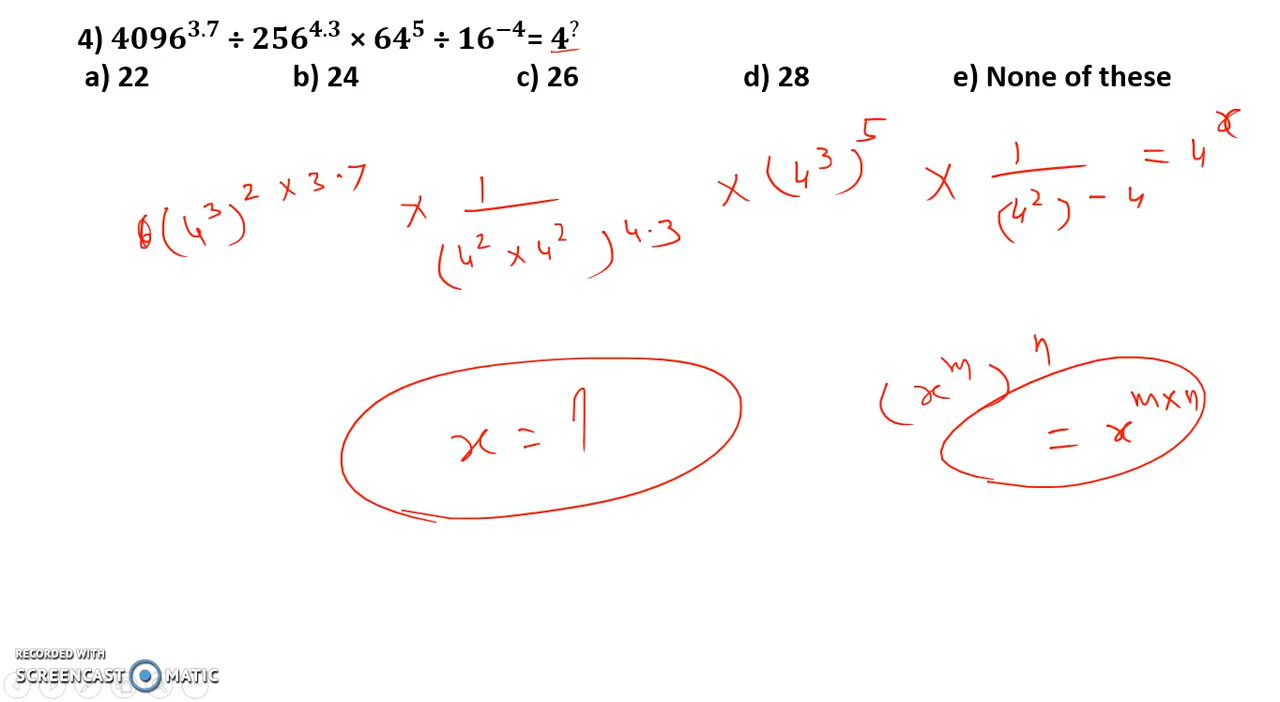 4) 4096^3.7 ÷ 256^4.3 × 64^5 ÷ 16^−4 = 4^?
a) 22 b) 24 c) 26 d) 28 e) None of these
(4^3)^2 × 3.7 × 1/(4^2 × 4^2)^4.3 × (4^3)^5 × 1/(4^2)^-4 = 4^x
(x^m)^n
= x^m×n
x = ?
RECORDED WITH
SCREENCAST MATIC